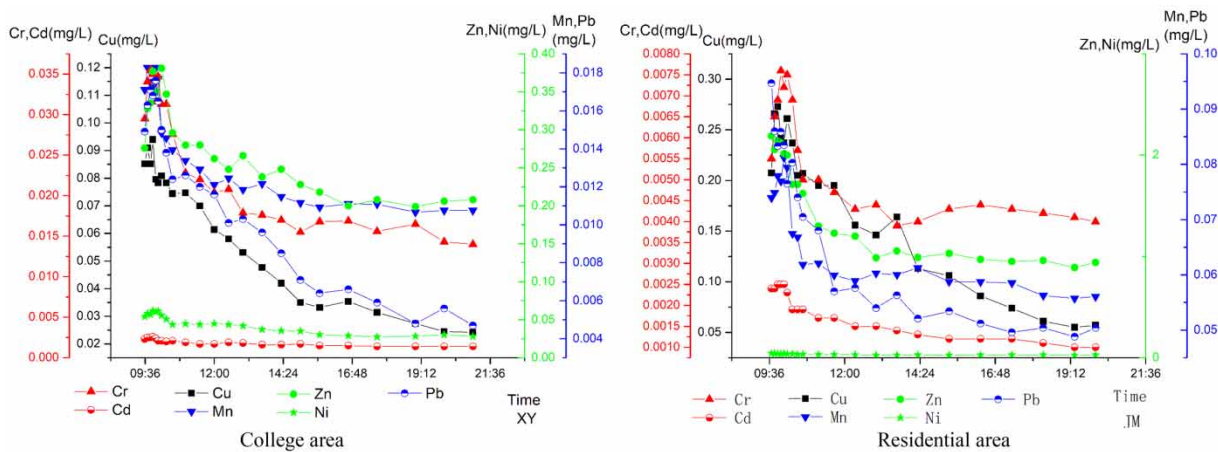 Cr,Cd(mg/L) Cu(mg/L) Zn,Ni(mg/L) Mn,Pb (mg/L)
0.035 0.12 0.40 0.018
0.11 0.35 0.016
0.030 0.10 0.30 0.014
0.025 0.09 0.25 0.012
0.020 0.08 0.20 0.010
0.015 0.07 0.15 0.008
0.010 0.06 0.10 0.006
0.005 0.05 0.05 0.004
0.000 0.04 0.00
0.03
0.02
09:36 12:00 14:24 16:48 19:12 21:36
Cr Cu Zn Pb
Cd Mn Ni
Time
XY
College area
Cr,Cd(mg/L) Cu(mg/L) Zn,Ni(mg/L) Mn,Pb (mg/L)
0.0080 0.30 2 0.10
0.0075 0.25 0 0.09
0.0070 0.20 0.08
0.0065 0.15 0.07
0.0060 0.10 0.06
0.0055 0.05 0.05
0.0050
0.0045
0.0040
0.0035
0.0030
0.0025
0.0020
0.0015
0.0010
09:36 12:00 14:24 16:48 19:12 21:36
Cr Cu Zn Pb
Cd Mn Ni
Time
JM
Residential area